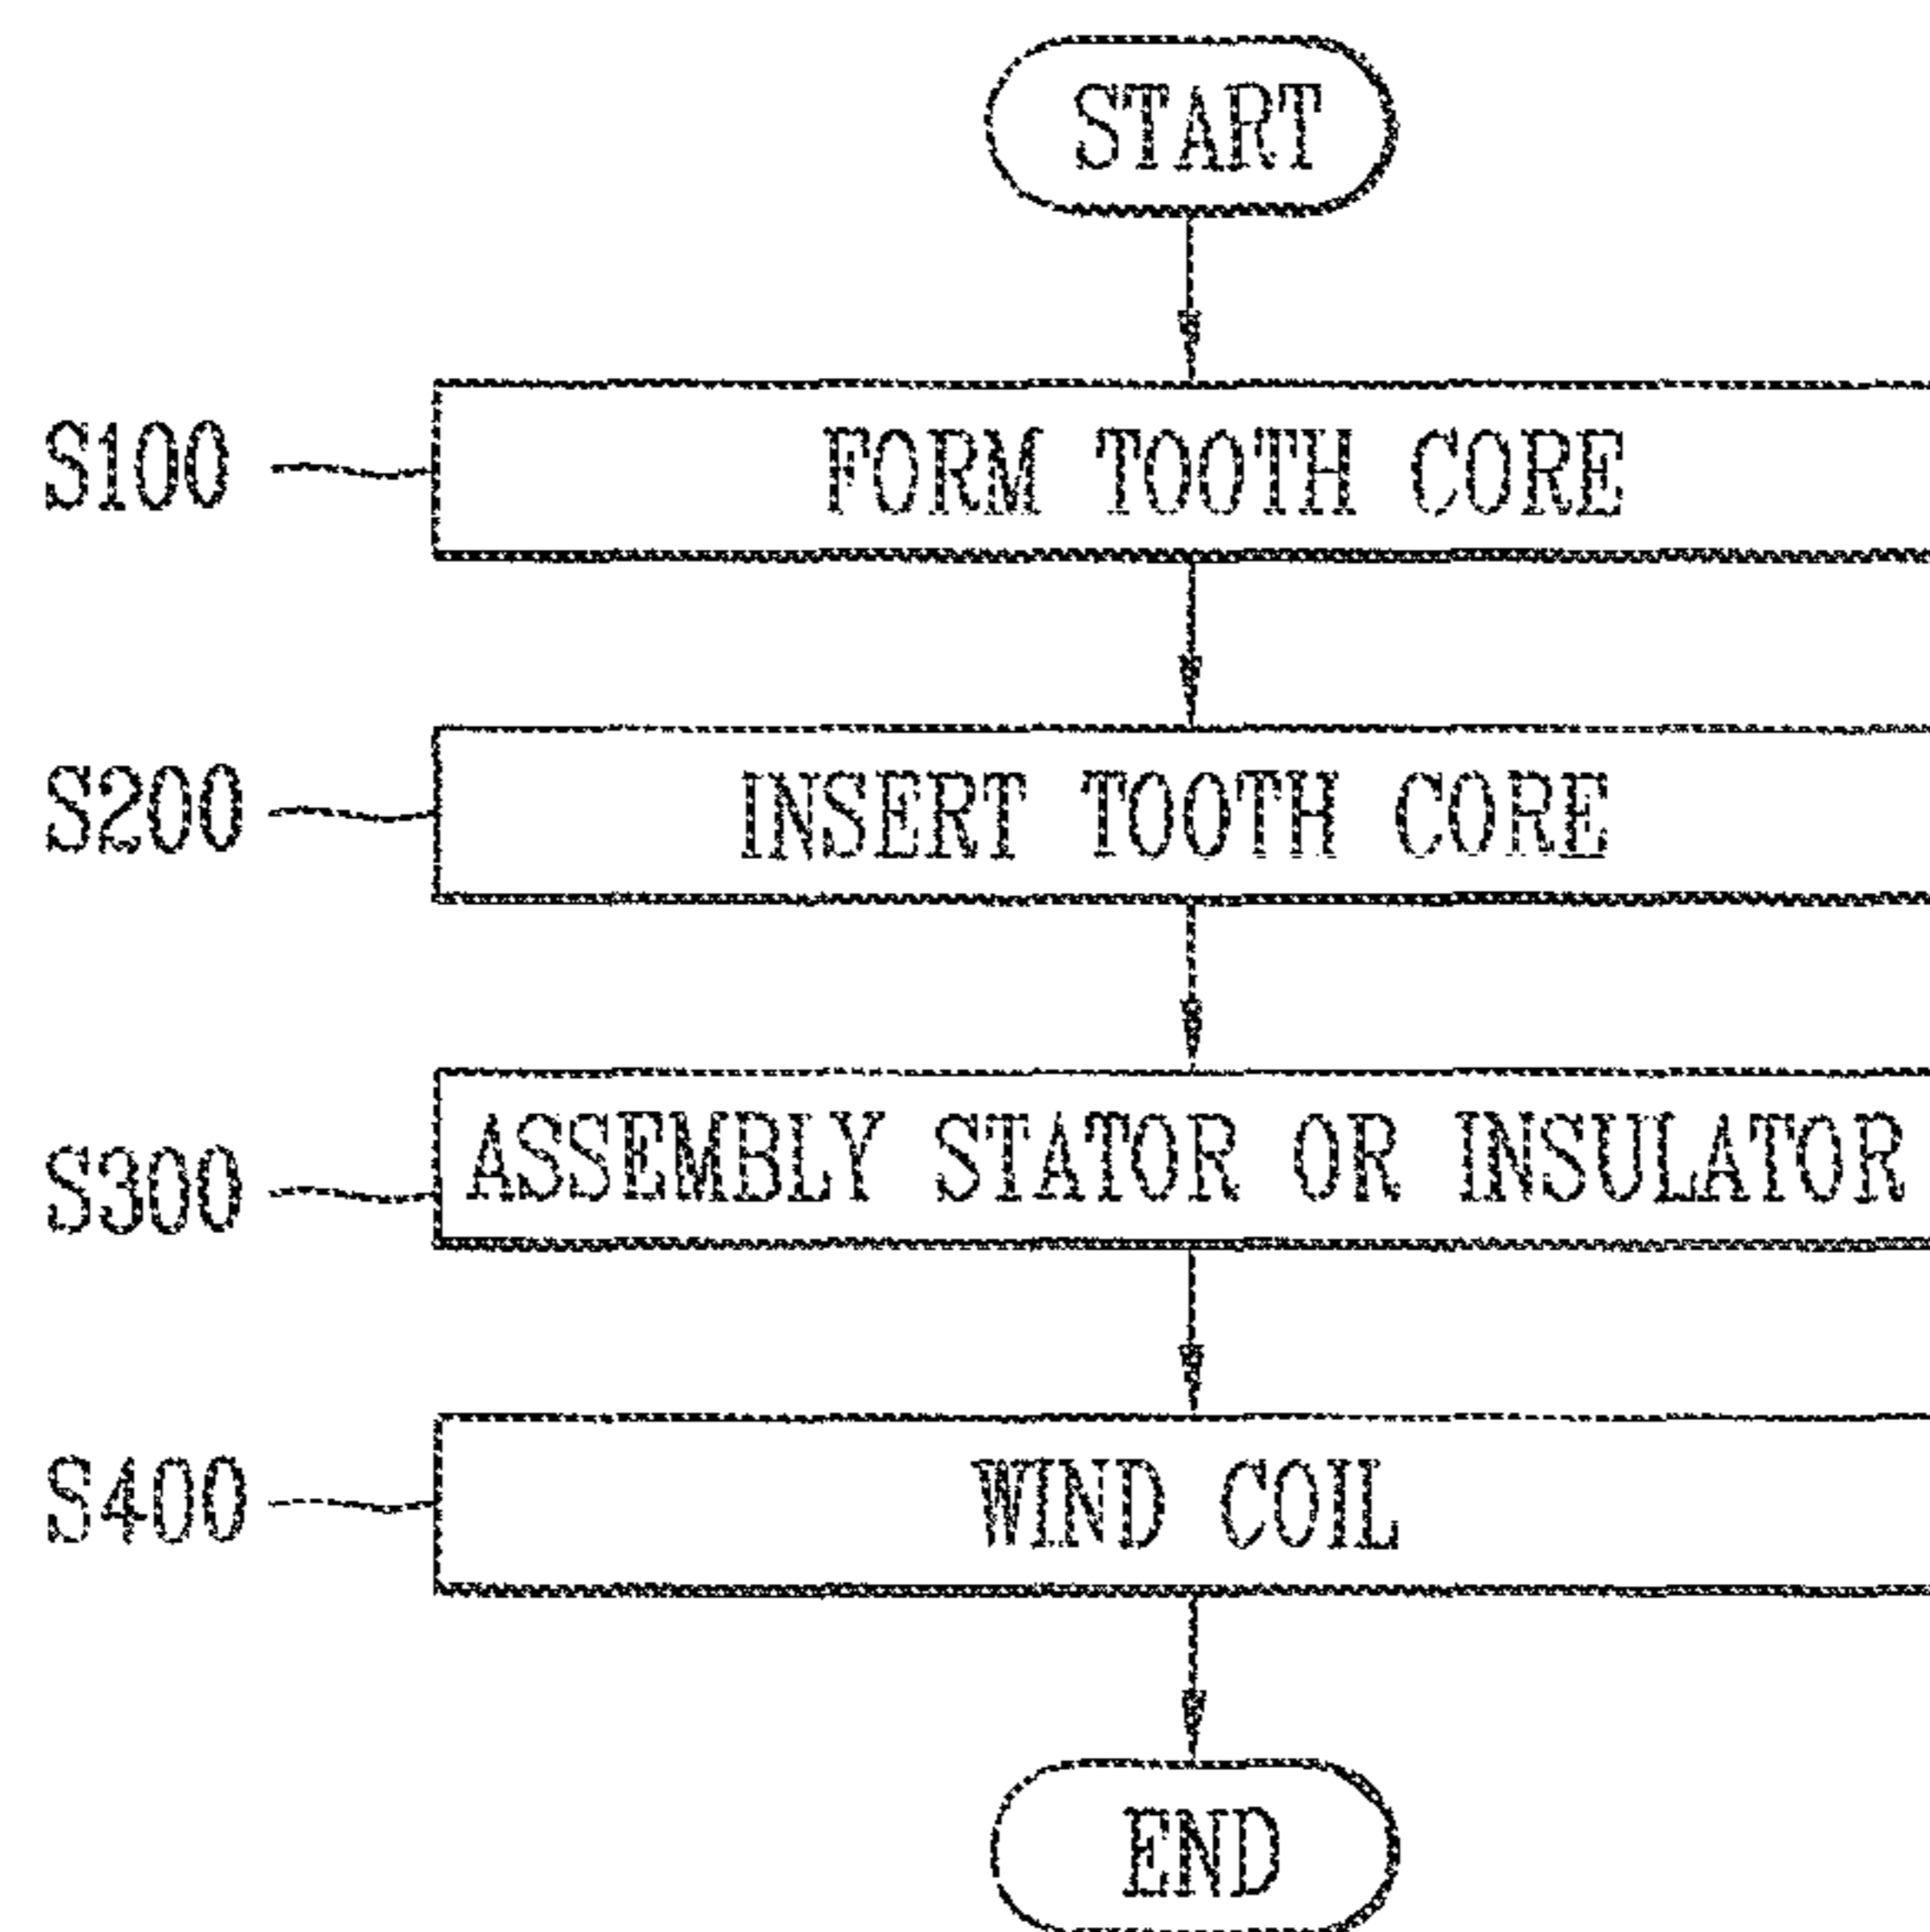 START
S100 FORM TOOTH CORE
S200 INSERT TOOTH CORE
S300 ASSEMBLY STATOR OR INSULATOR
S400 WIND COIL
END